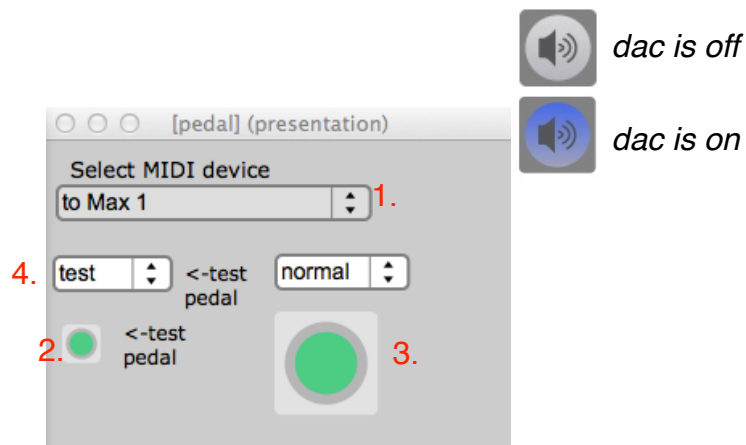 dac is off
dac is on
[pedal] (presentation)
Select MIDI device
to Max 1
1.
4.
test
<-test
pedal
normal
2.
<-test
pedal
3.